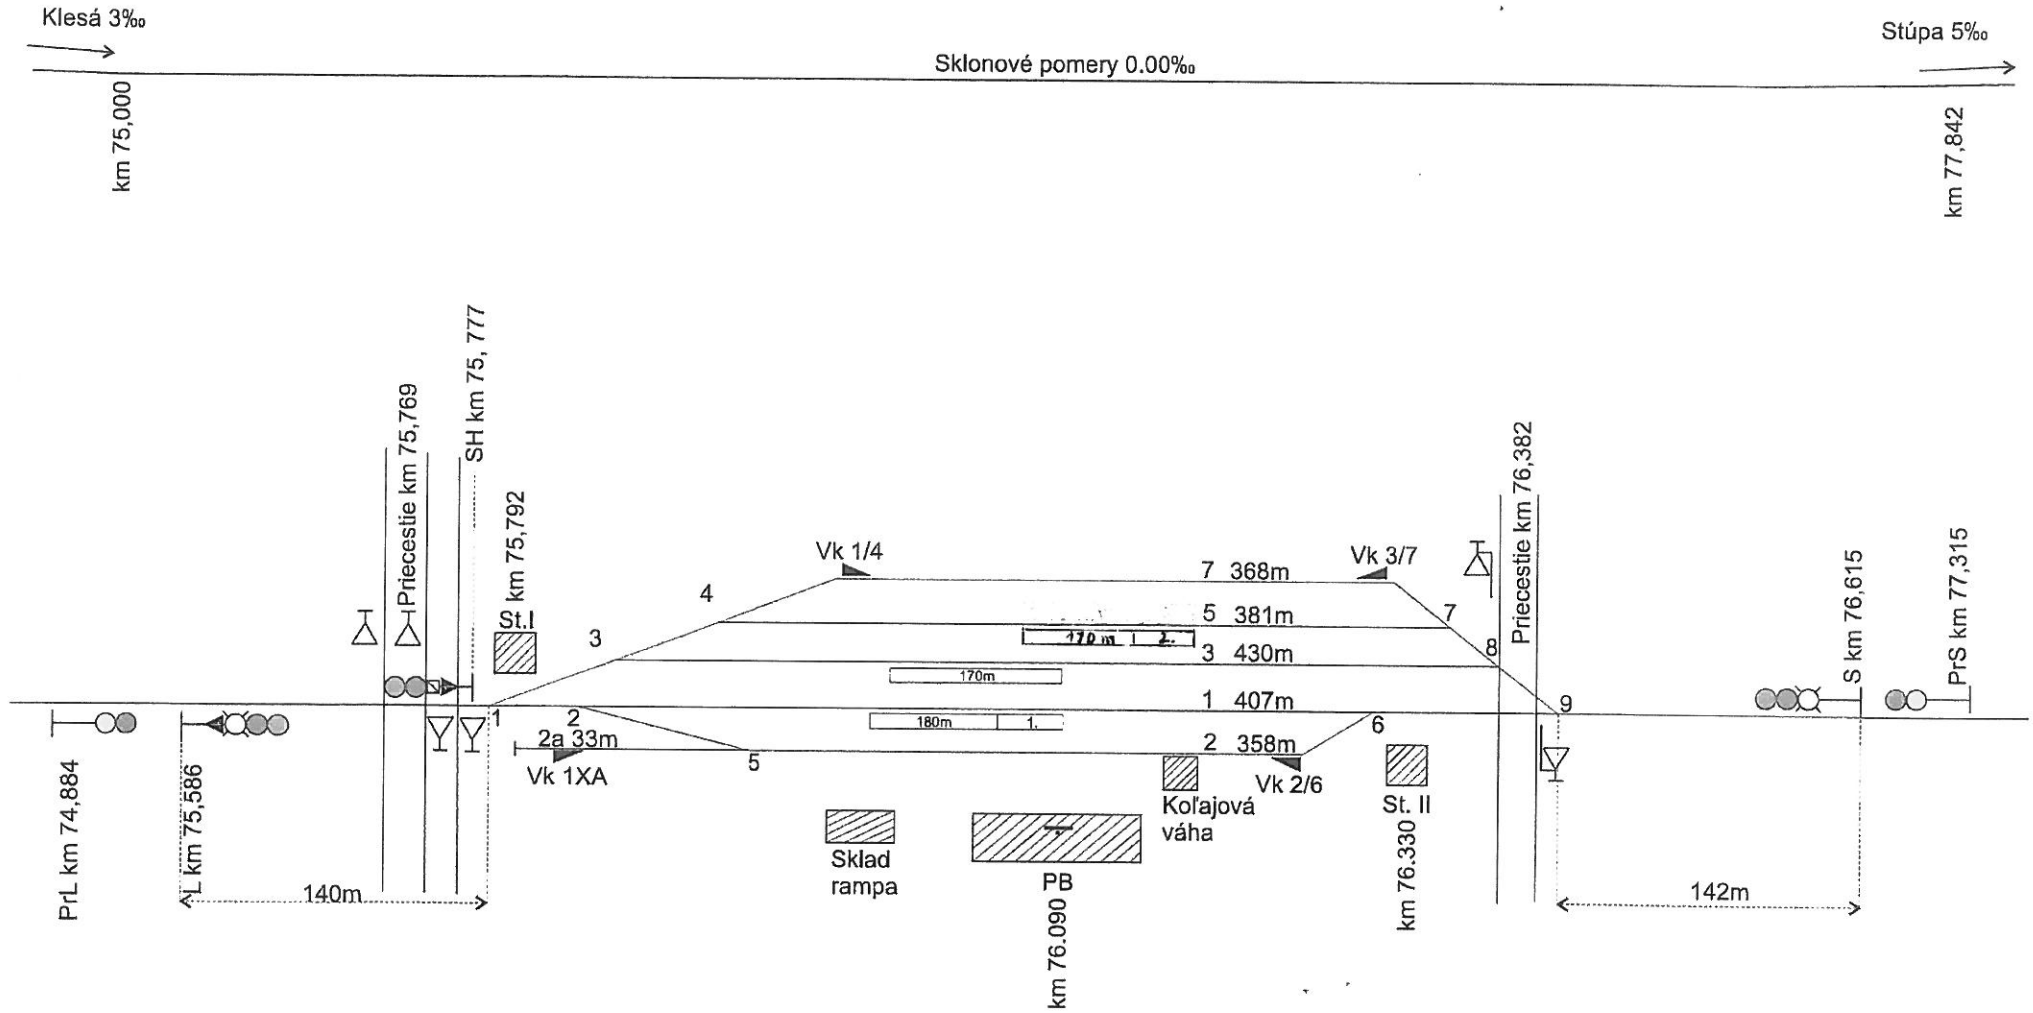 Klesá 3‰
Stúpa 5‰
Sklonové pomery 0.00‰
km 75,000
km 77,842
SH km 75, 777
Priecestie km 75,769
km 75,792
St.I
Priecestie km 76,382
S km 76,615
PrS km 77,315
Vk 1/4
Vk 3/7
7 368m
4
5 381m
7
170 m 2.
3
3 430m
8
170m
1 407m
1
2
9
180m 1.
6
2a 33m
2 358m
Vk 1XA
5
Vk 2/6
Koľajová
váha
St. II
km 76.330
PrL km 74,884
L km 75,586
Sklad
rampa
PB
km 76.090
140m
142m